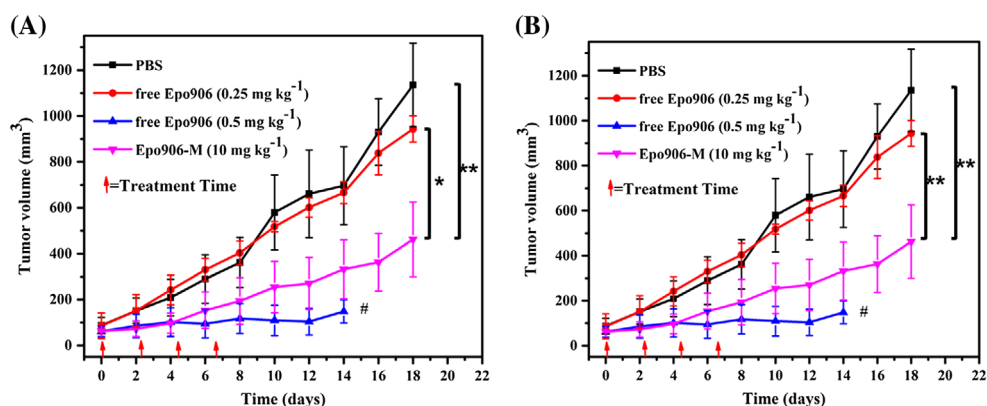 (A)
Tumor volume (mm³)
1200
1000
800
600
400
200
0
PBS
free Epo906 (0.25 mg kg⁻¹)
free Epo906 (0.5 mg kg⁻¹)
Epo906-M (10 mg kg⁻¹)
=Treatment Time
*
**
#
0 2 4 6 8 10 12 14 16 18 20 22
Time (days)
(B)
Tumor volume (mm³)
1200
1000
800
600
400
200
0
PBS
free Epo906 (0.25 mg kg⁻¹)
free Epo906 (0.5 mg kg⁻¹)
Epo906-M (10 mg kg⁻¹)
=Treatment Time
**
**
#
0 2 4 6 8 10 12 14 16 18 20 22
Time (days)